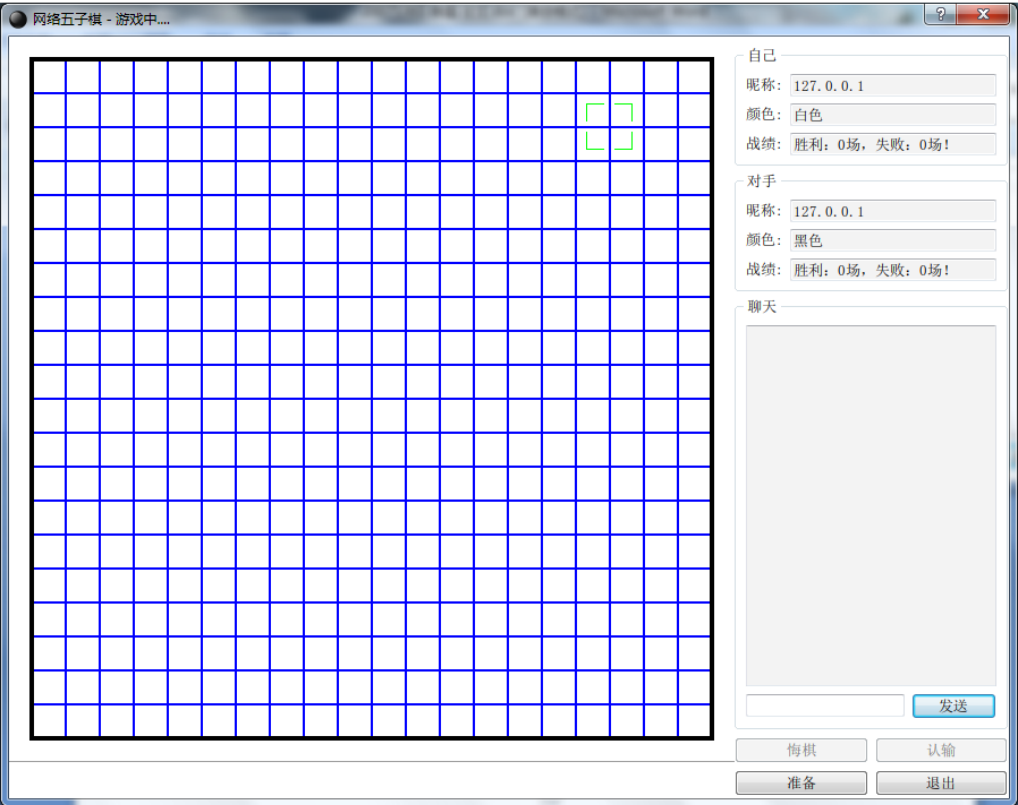 网络五子棋 - 游戏中....
自己
昵称: 127.0.0.1
颜色: 白色
战绩: 胜利: 0场, 失败: 0场!
对手
昵称: 127.0.0.1
颜色: 黑色
战绩: 胜利: 0场, 失败: 0场!
聊天
发送
悔棋 认输
准备 退出